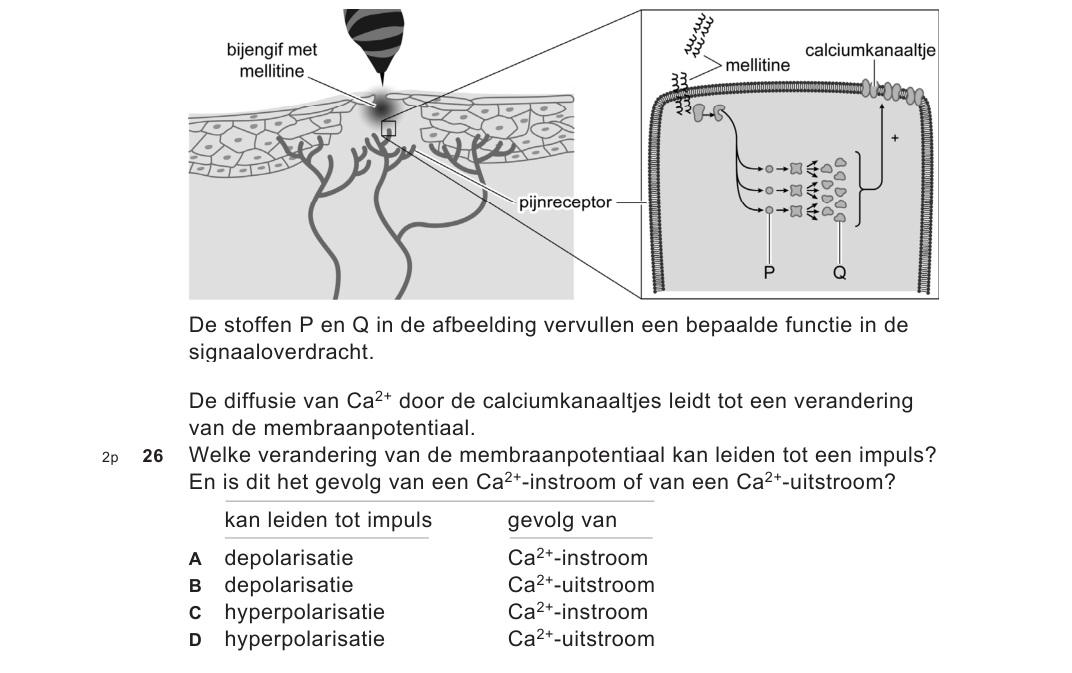 bijengif met
mellitine
mellitine
calciumkanaaltje
+
pijnreceptor
P
Q
De stoffen P en Q in de afbeelding vervullen een bepaalde functie in de
signaaloverdracht.
De diffusie van Ca²⁺ door de calciumkanaaltjes leidt tot een verandering
van de membraanpotentiaal.
2p 26 Welke verandering van de membraanpotentiaal kan leiden tot een impuls?
En is dit het gevolg van een Ca²⁺-instroom of van een Ca²⁺-uitstroom?
kan leiden tot impuls gevolg van
A depolarisatie Ca²⁺-instroom
B depolarisatie Ca²⁺-uitstroom
C hyperpolarisatie Ca²⁺-instroom
D hyperpolarisatie Ca²⁺-uitstroom